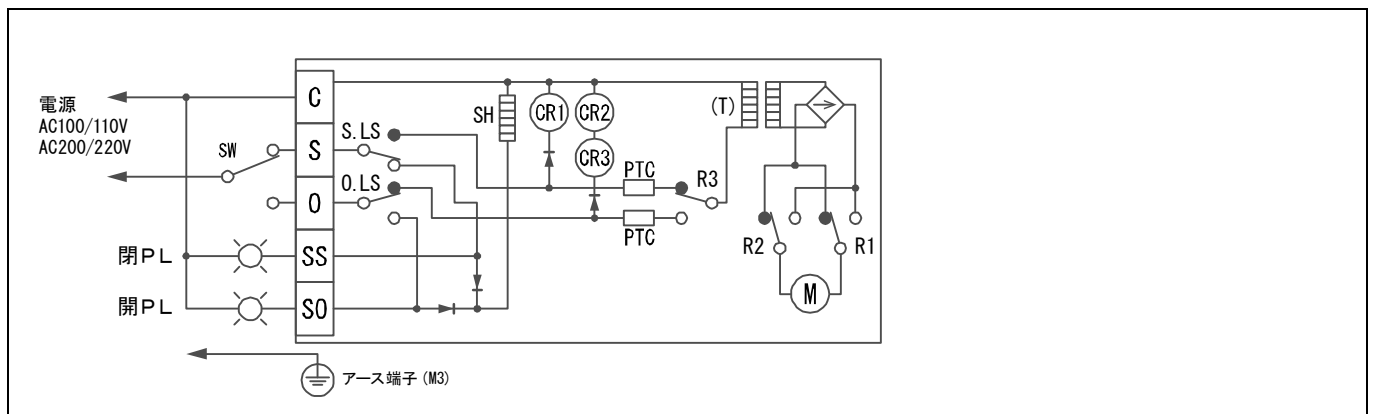 電源
AC100/110V
AC200/220V
SW
C
S
O
SS
SO
S.LS
O.LS
SH
CR1
CR2
CR3
(T)
PTC
PTC
R3
R2
R1
M
閉PL
開PL
アース端子 (M3)